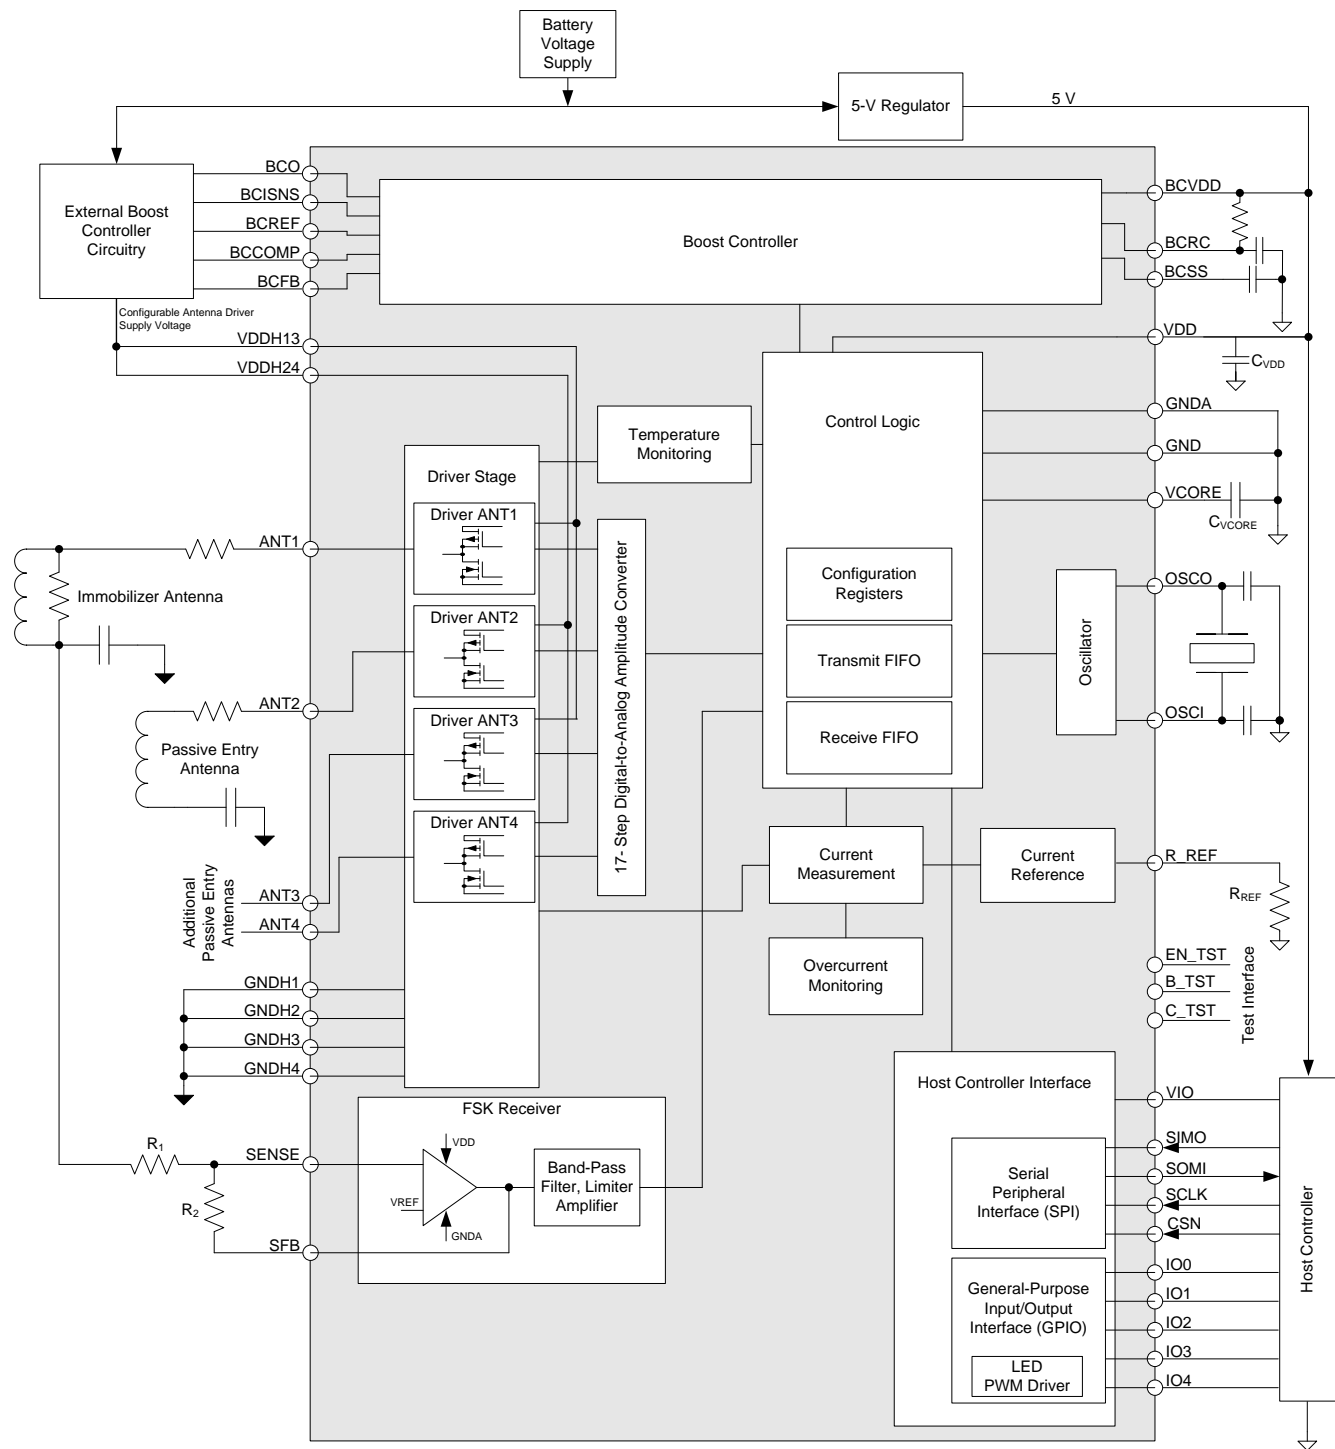 Battery
Voltage
Supply
5-V Regulator
5 V
External Boost
Controller
Circuitry
BCO
BCISNS
BCREF
BCCOMP
BCFB
Boost Controller
BCVDD
BCRC
BCSS
Configurable Antenna Driver
Supply Voltage
VDDH13
VDDH24
VDD
CVDD
Temperature
Monitoring
Control Logic
GNDA
GND
VCORE
CVCORE
Driver Stage
Driver ANT1
Driver ANT2
Driver ANT3
Driver ANT4
17- Step Digital-to-Analog Amplitude Converter
Configuration
Registers
Transmit FIFO
Receive FIFO
Oscillator
OSCO
OSCI
ANT1
Immobilizer Antenna
ANT2
Passive Entry
Antenna
Additional
Passive Entry
Antennas
ANT3
ANT4
GNDH1
GNDH2
GNDH3
GNDH4
Current
Measurement
Current
Reference
R_REF
RREF
Overcurrent
Monitoring
EN_TST
B_TST
C_TST
Test Interface
FSK Receiver
VDD
VREF
GNDA
Band-Pass
Filter, Limiter
Amplifier
R1
R2
SENSE
SFB
Host Controller Interface
Serial
Peripheral
Interface (SPI)
General-Purpose
Input/Output
Interface (GPIO)
LED
PWM Driver
VIO
SIMO
SOMI
SCLK
CSN
IO0
IO1
IO2
IO3
IO4
Host Controller